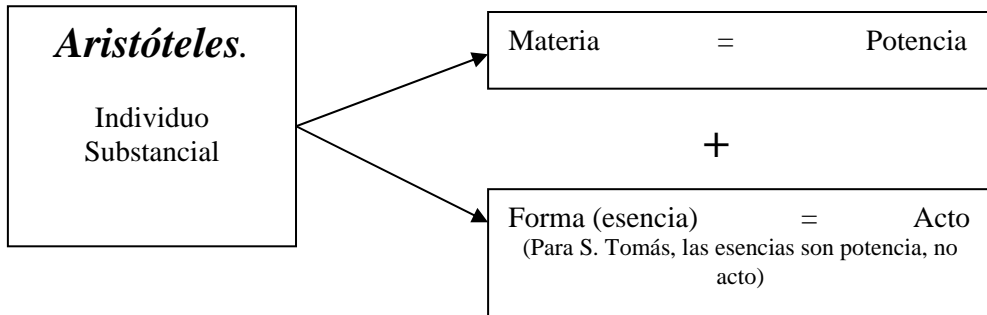 Aristóteles.
Individuo
Substancial
Materia = Potencia
+
Forma (esencia) = Acto
(Para S. Tomás, las esencias son potencia, no
acto)